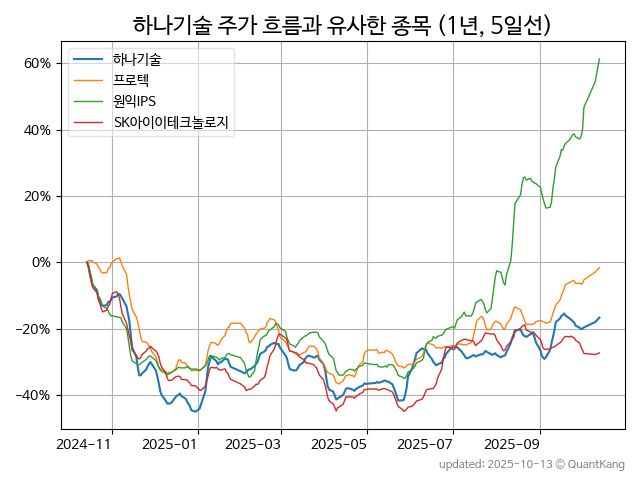 하나기술 주가 흐름과 유사한 종목 (1년, 5일선)
하나기술
프로텍
원익IPS
SK아이이테크놀로지
60%
40%
20%
0%
−20%
−40%
2024-11
2025-01
2025-03
2025-05
2025-07
2025-09
updated: 2025-10-13 ⓒ QuantKang